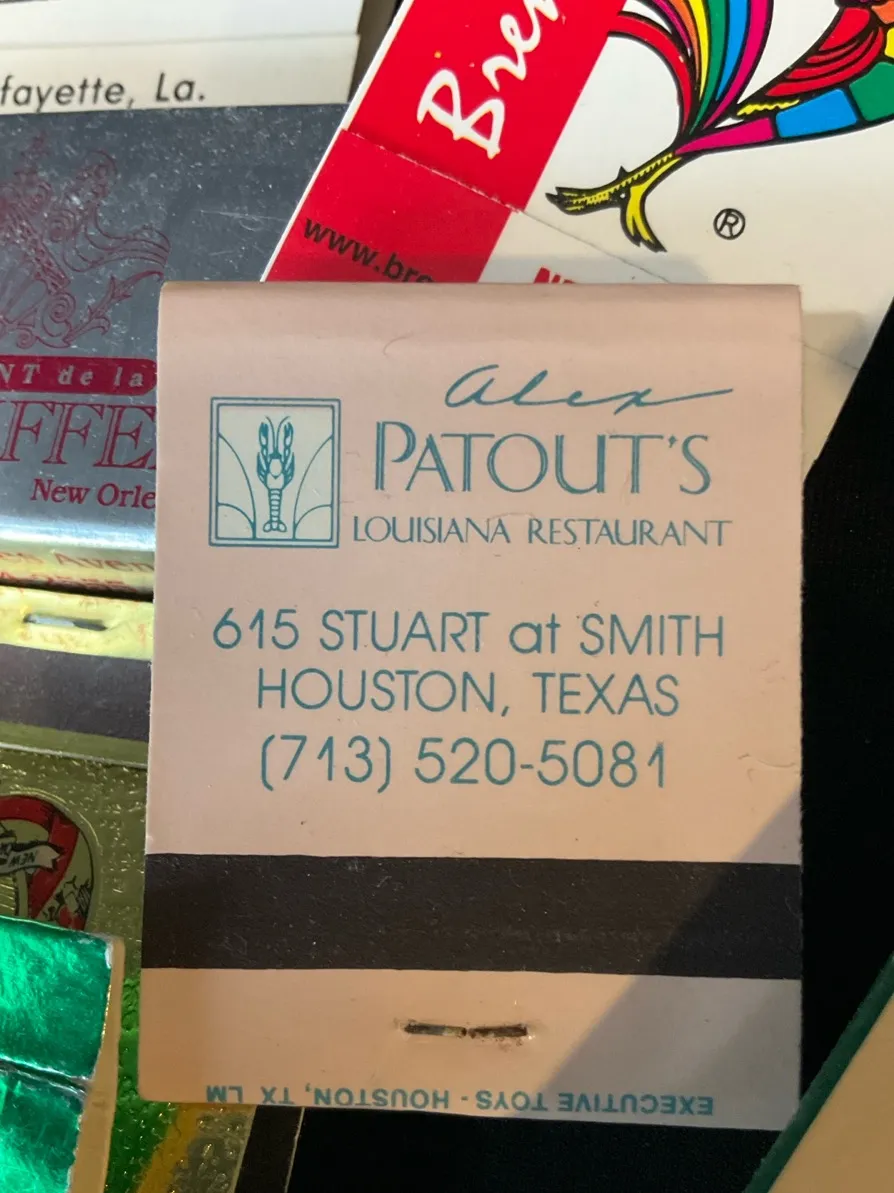 fayette, La.
Bren
www.bre
®
NT de la
FFE
New Orle
Alex
PATOUT'S
LOUISIANA RESTAURANT
615 STUART at SMITH
HOUSTON, TEXAS
(713) 520-5081
EXECUTIVE TOYS - HOUSTON, TX LM